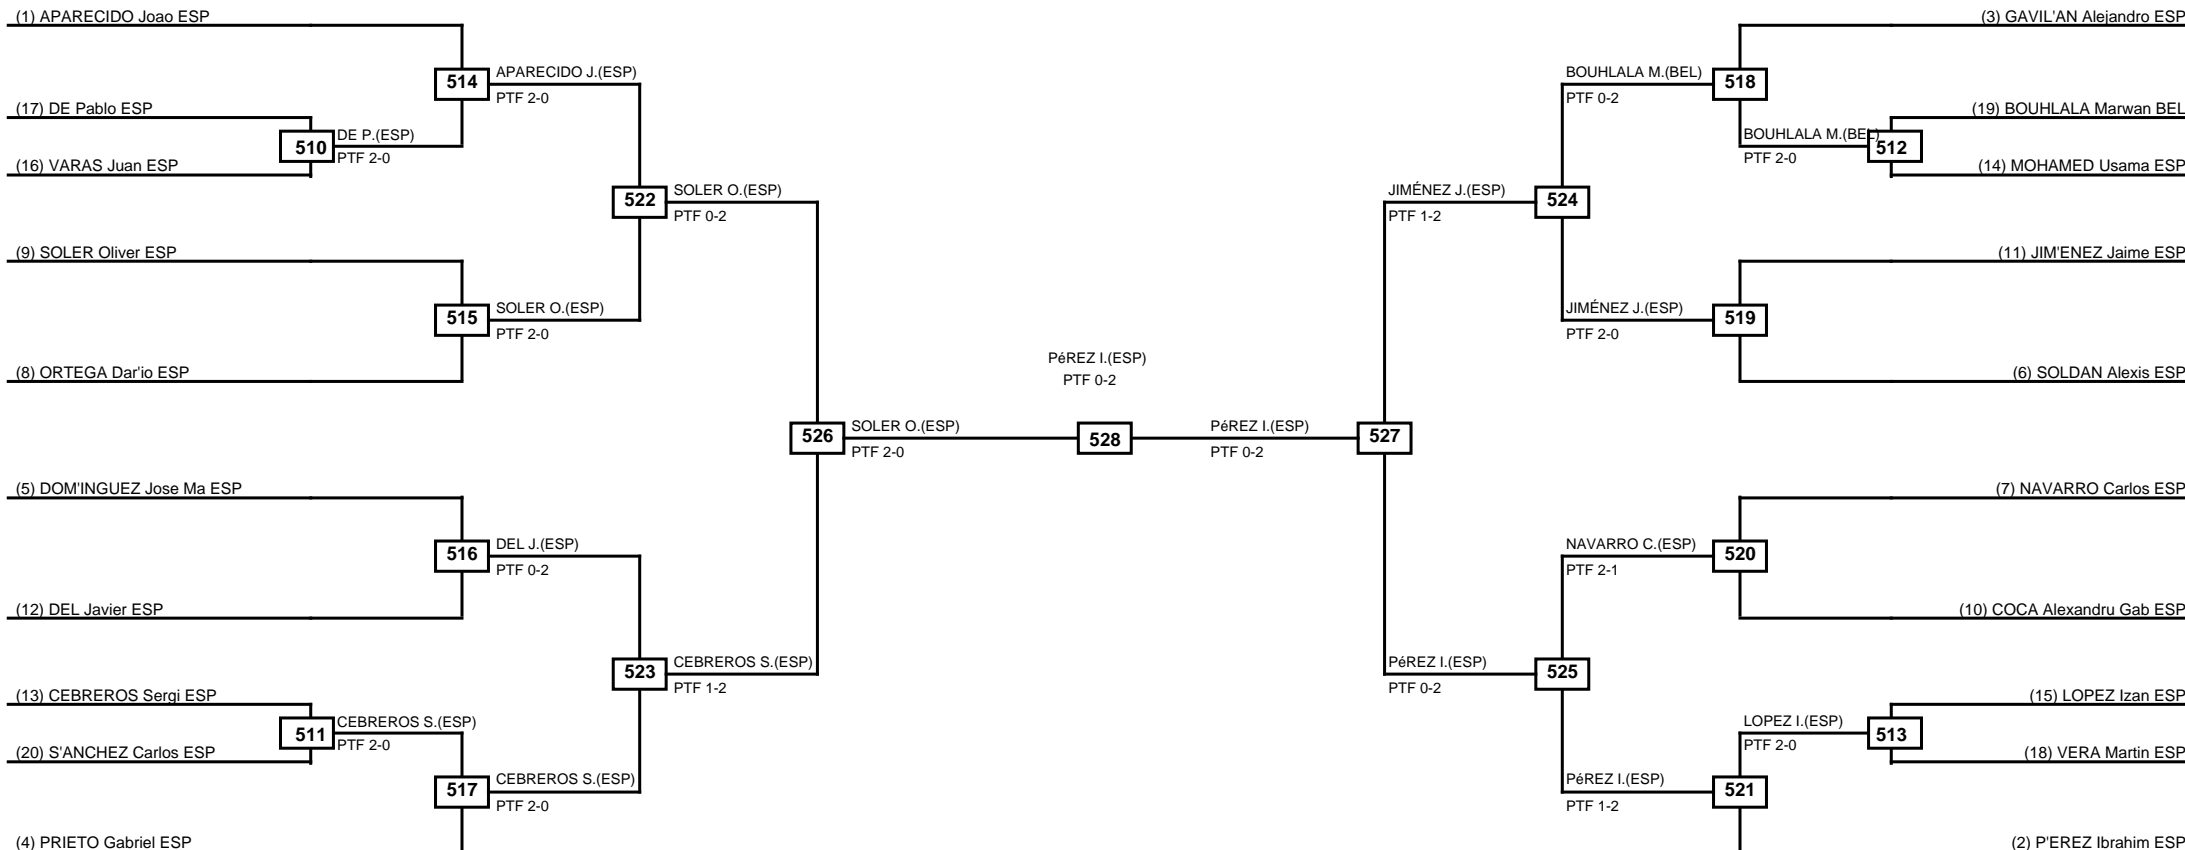 (1) APARECIDO Joao ESP
(3) GAVIL'AN Alejandro ESP
514
APARECIDO J.(ESP)
PTF 2-0
BOUHLALA M.(BEL)
PTF 0-2
518
(17) DE Pablo ESP
(19) BOUHLALA Marwan BEL
510
DE P.(ESP)
PTF 2-0
BOUHLALA M.(BEL)
PTF 2-0
512
(16) VARAS Juan ESP
(14) MOHAMED Usama ESP
522
SOLER O.(ESP)
PTF 0-2
JIMÉNEZ J.(ESP)
PTF 1-2
524
(9) SOLER Oliver ESP
(11) JIM'ENEZ Jaime ESP
515
SOLER O.(ESP)
PTF 2-0
JIMÉNEZ J.(ESP)
PTF 2-0
519
(8) ORTEGA Dar'io ESP
PéREZ I.(ESP)
PTF 0-2
(6) SOLDAN Alexis ESP
526
SOLER O.(ESP)
PTF 2-0
528
PéREZ I.(ESP)
PTF 0-2
527
(5) DOM'INGUEZ Jose Ma ESP
(7) NAVARRO Carlos ESP
516
DEL J.(ESP)
PTF 0-2
NAVARRO C.(ESP)
PTF 2-1
520
(12) DEL Javier ESP
(10) COCA Alexandru Gab ESP
523
CEBREROS S.(ESP)
PTF 1-2
PéREZ I.(ESP)
PTF 0-2
525
(13) CEBREROS Sergi ESP
(15) LOPEZ Izan ESP
511
CEBREROS S.(ESP)
PTF 2-0
LOPEZ I.(ESP)
PTF 2-0
513
(20) S'ANCHEZ Carlos ESP
(18) VERA Martin ESP
517
CEBREROS S.(ESP)
PTF 2-0
PéREZ I.(ESP)
PTF 1-2
521
(4) PRIETO Gabriel ESP
(2) P'EREZ Ibrahim ESP